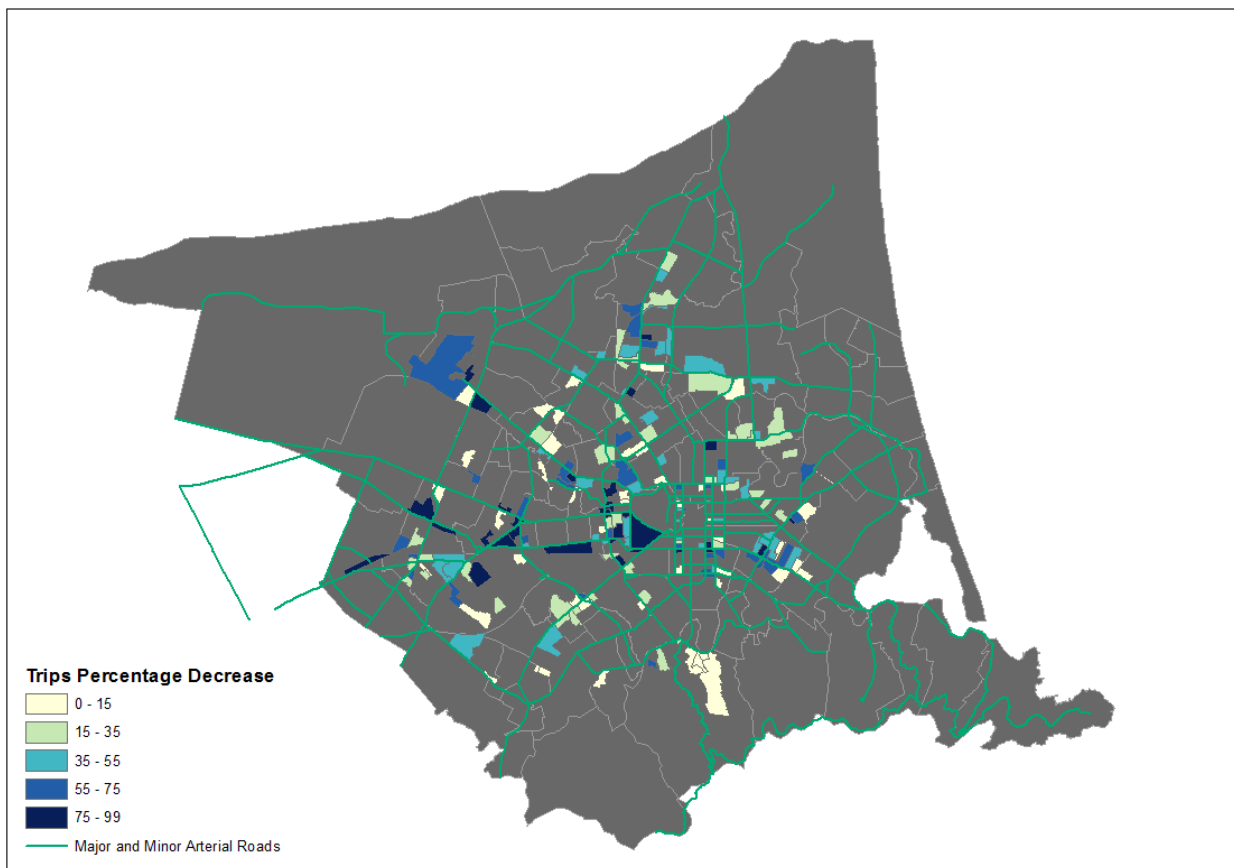 Trips Percentage Decrease
0 - 15
15 - 35
35 - 55
55 - 75
75 - 99
Major and Minor Arterial Roads